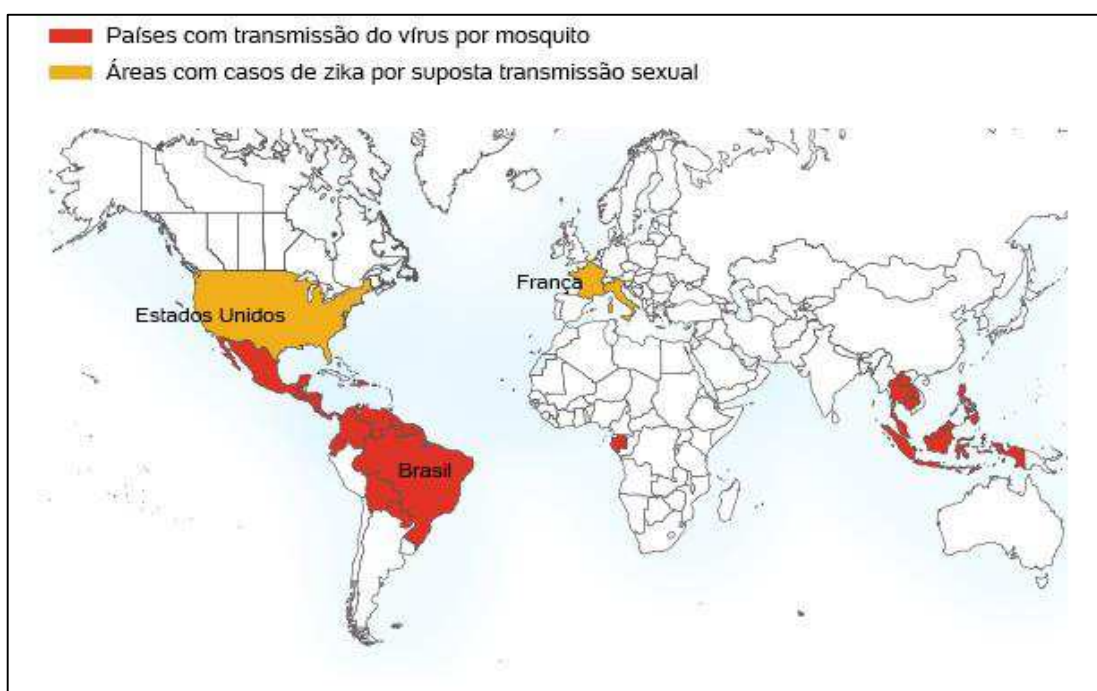 Países com transmissão do vírus por mosquito
Áreas com casos de zika por suposta transmissão sexual
França
Estados Unidos
Brasil